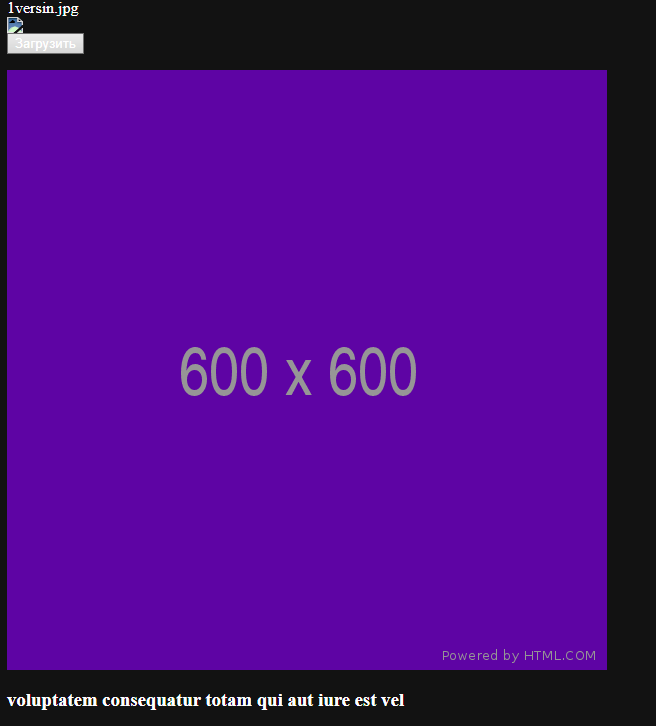 1versin.jpg
Загрузить
600 x 600
Powered by HTML.COM
voluptatem consequatur totam qui aut iure est vel